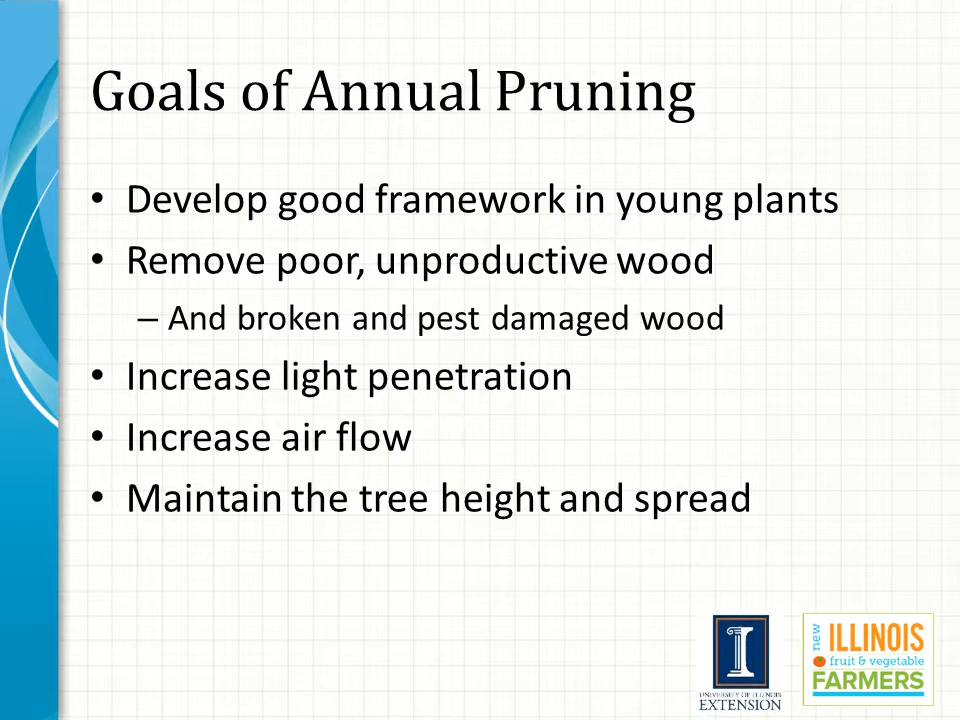 Goals of Annual Pruning
• Develop good framework in young plants
• Remove poor, unproductive wood
– And broken and pest damaged wood
• Increase light penetration
• Increase air flow
• Maintain the tree height and spread
I
UNIVERSITY OF ILLINOIS
EXTENSION
new
ILLINOIS
fruit & vegetable
FARMERS